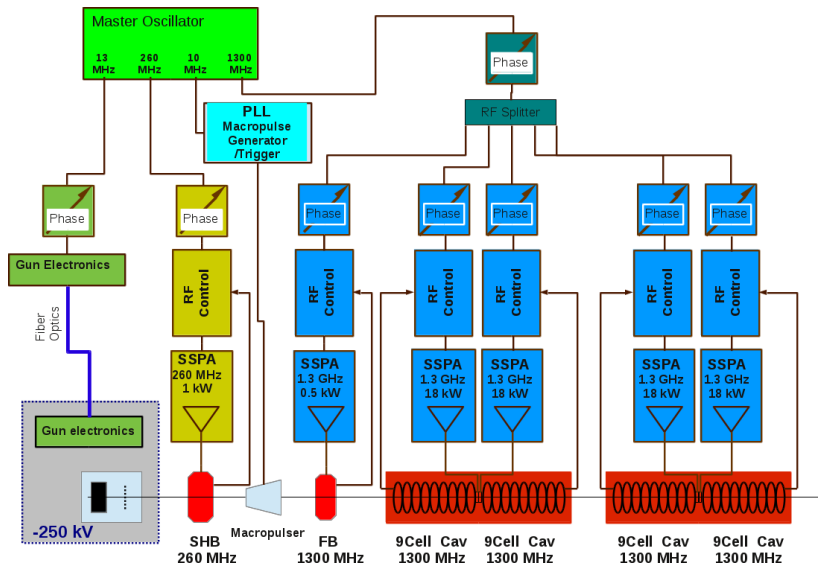 Master Oscillator
13 MHz
260 MHz
10 MHz
1300 MHz
PLL
Macropulse
Generator
/Trigger
Phase
RF Splitter
Phase
Phase
Phase
Phase
Phase
Phase
Phase
Gun Electronics
RF Control
RF Control
RF Control
RF Control
RF Control
RF Control
Fiber
Optics
SSPA
260 MHz
1 kW
SSPA
1.3 GHz
0.5 kW
SSPA
1.3 GHz
18 kW
SSPA
1.3 GHz
18 kW
SSPA
1.3 GHz
18 kW
SSPA
1.3 GHz
18 kW
Gun electronics
-250 kV
SHB
260 MHz
Macropulser
FB
1300 MHz
9Cell Cav
1300 MHz
9Cell Cav
1300 MHz
9Cell Cav
1300 MHz
9Cell Cav
1300 MHz